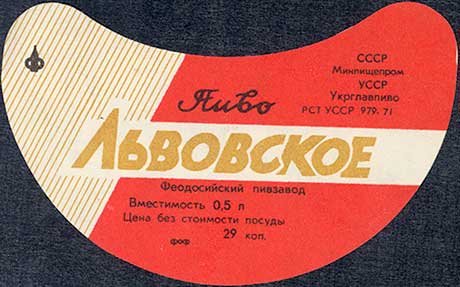 СССР
Минпищепром
УССР
Укрглавпиво
РСТ УССР 979-71
Пиво
ЛЬВОВСКОЕ
Феодосийский пивзавод
Вместимость 0,5 л
Цена без стоимости посуды
29 коп.